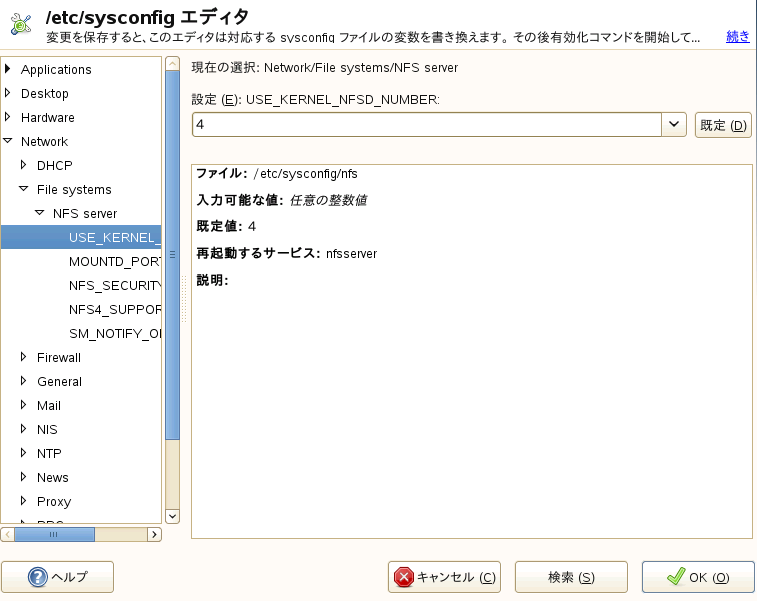 /etc/sysconfig エディタ
変更を保存すると、このエディタは対応する sysconfig ファイルの変数を書き換えます。その後有効化コマンドを開始して... 続き
Applications
Desktop
Hardware
Network
DHCP
File systems
NFS server
USE_KERNEL_
MOUNTD_POR
NFS_SECURITY
NFS4_SUPPOR
SM_NOTIFY_O
Firewall
General
Mail
NIS
NTP
News
Proxy
現在の選択: Network/File systems/NFS server
設定 (E): USE_KERNEL_NFSD_NUMBER:
4
既定 (D)
ファイル: /etc/sysconfig/nfs
入力可能な値: 任意の整数値
既定値: 4
再起動するサービス: nfsserver
説明:
ヘルプ
キャンセル (C)
検索 (S)
OK (O)